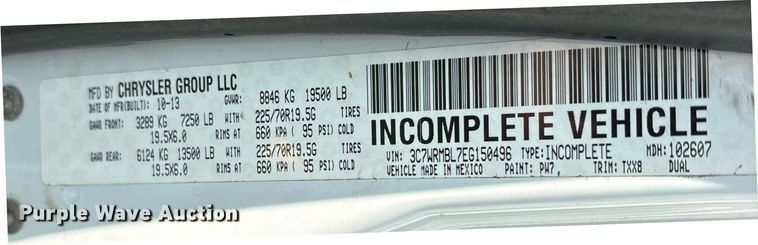 MFD BY CHRYSLER GROUP LLC
DATE OF MFR(BUILT): 10-13 GVWR: 8846 KG 19500 LB
GAWR FRONT: 3289 KG 7250 LB WITH 225/70R19.5G TIRES
19.5X6.0 RIMS AT 660 KPA ( 95 PSI) COLD
GAWR REAR: 6124 KG 13500 LB WITH 225/70R19.5G TIRES
19.5X6.0 RIMS AT 660 KPA ( 95 PSI) COLD
INCOMPLETE VEHICLE
VIN: 3C7WRMBL7EG150496 TYPE: INCOMPLETE MDH: 102607
VEHICLE MADE IN MEXICO PAINT: PW7, TRIM: TXX8 DUAL
Purple Wave Auction